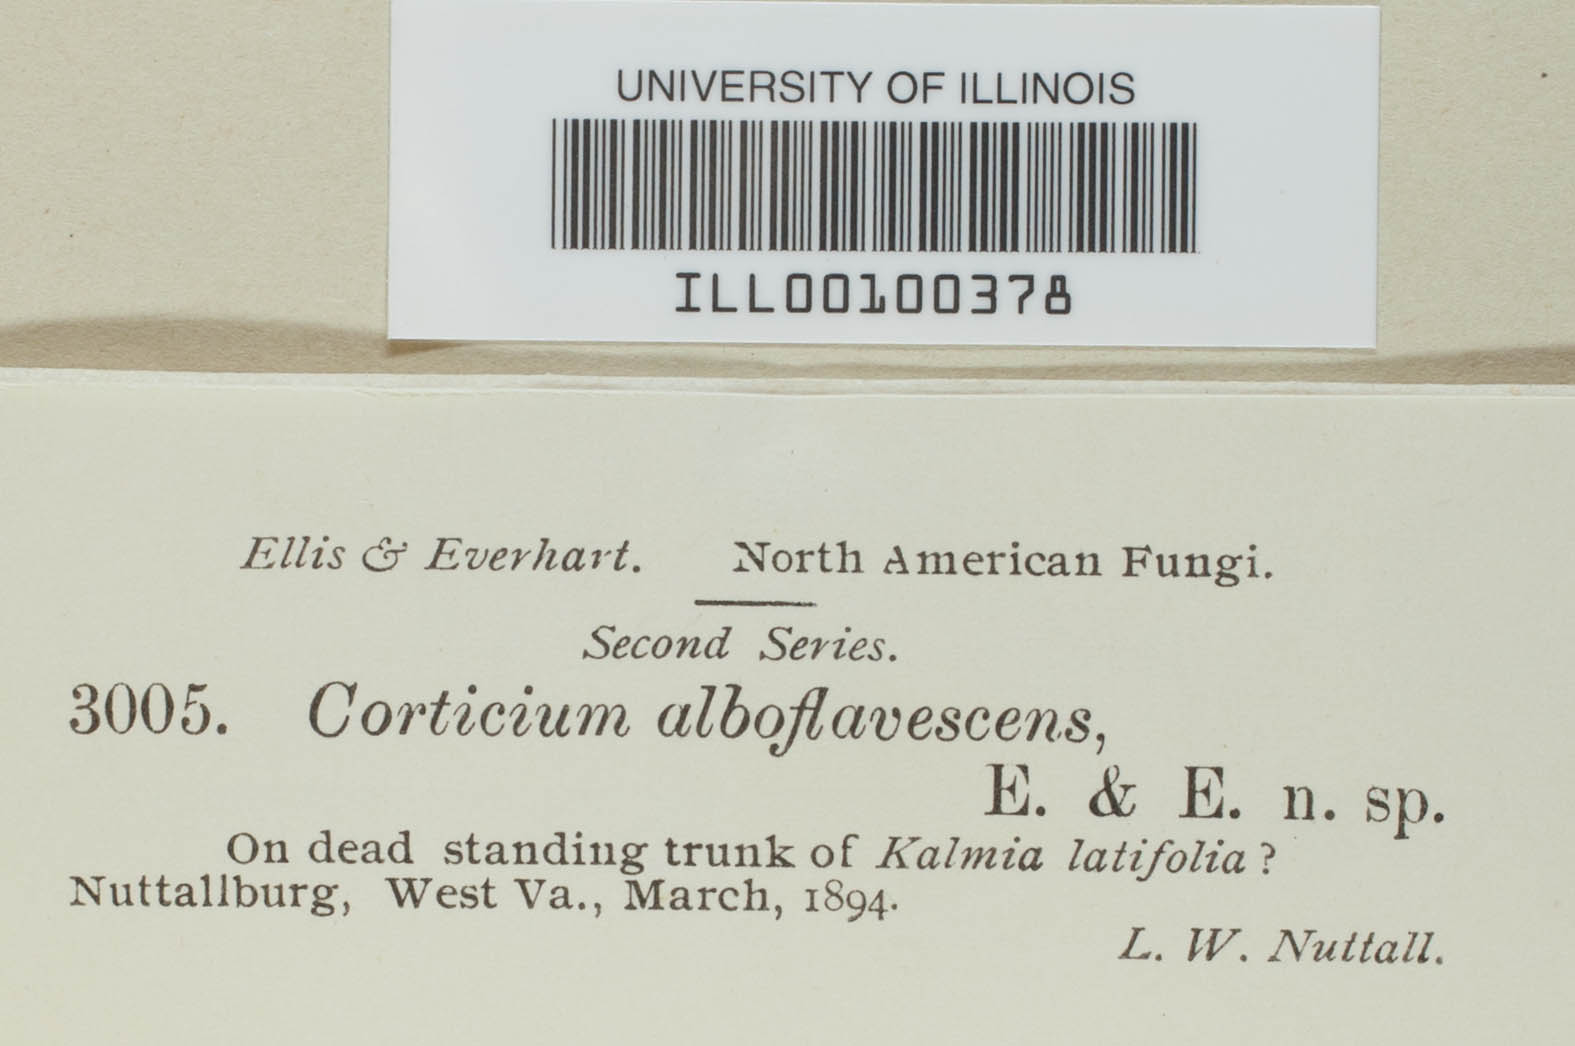 UNIVERSITY OF ILLINOIS
ILL00100378
Ellis & Everhart. North American Fungi.
Second Series.
3005. Corticium alboflavescens,
E. & E. n. sp.
On dead standing trunk of Kalmia latifolia?
Nuttallburg, West Va., March, 1894.
L. W. Nuttall.